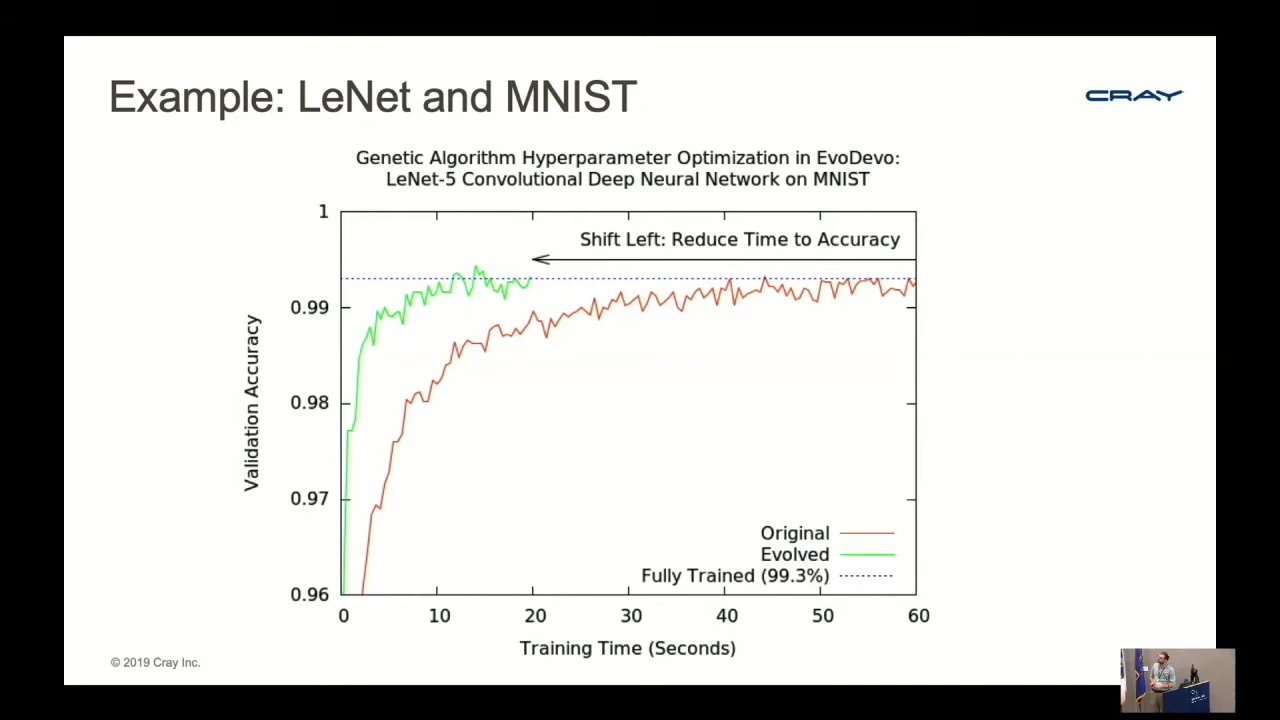 Example: LeNet and MNIST
CRAY
Genetic Algorithm Hyperparameter Optimization in EvoDevo:
LeNet-5 Convolutional Deep Neural Network on MNIST
1
Shift Left: Reduce Time to Accuracy
0.99
0.98
0.97
0.96
Validation Accuracy
Original
Evolved
Fully Trained (99.3%)
0 10 20 30 40 50 60
Training Time (Seconds)
© 2019 Cray Inc.